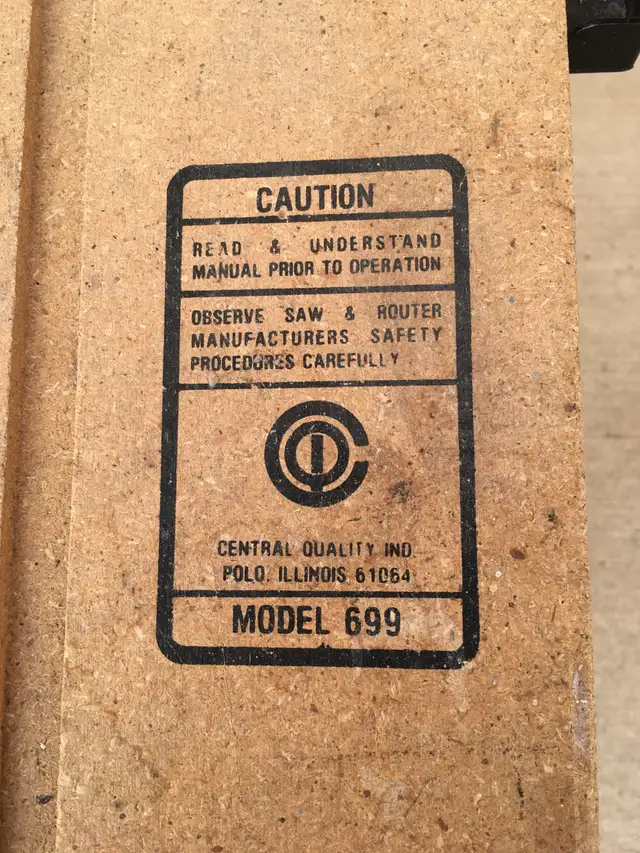 CAUTION
READ & UNDERSTAND
MANUAL PRIOR TO OPERATION
OBSERVE SAW & ROUTER
MANUFACTURERS SAFETY
PROCEDURES CAREFULLY
CENTRAL QUALITY IND
POLO, ILLINOIS 61064
MODEL 699